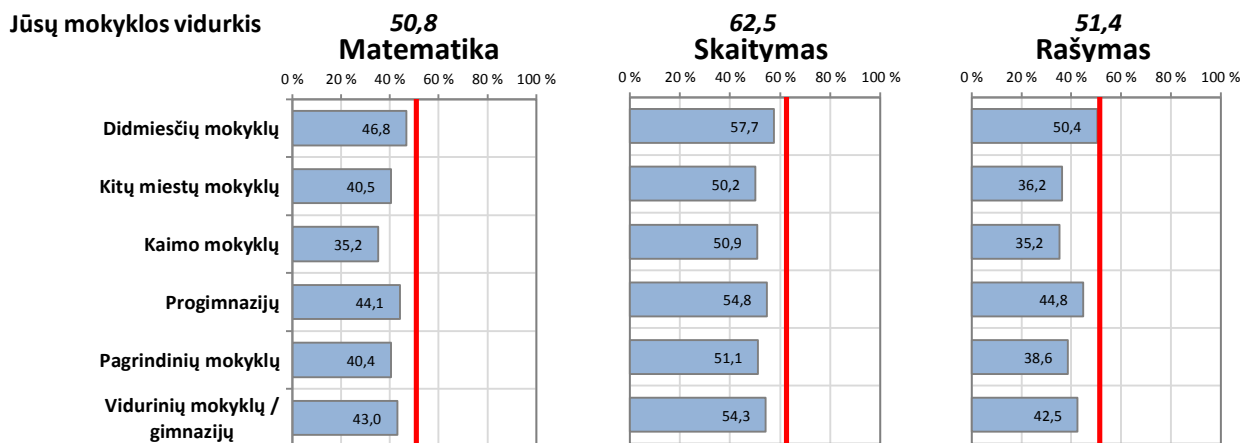 Jūsų mokyklos vidurkis 50,8 62,5 51,4
Matematika Skaitymas Rašymas
0 % 20 % 40 % 60 % 80 % 100 % 0 % 20 % 40 % 60 % 80 % 100 % 0 % 20 % 40 % 60 % 80 % 100 %
Didmiesčių mokyklų 46,8 57,7 50,4
Kitų miestų mokyklų 40,5 50,2 36,2
Kaimo mokyklų 35,2 50,9 35,2
Progimnazijų 44,1 54,8 44,8
Pagrindinių mokyklų 40,4 51,1 38,6
Vidurinių mokyklų /
gimnazijų 43,0 54,3 42,5